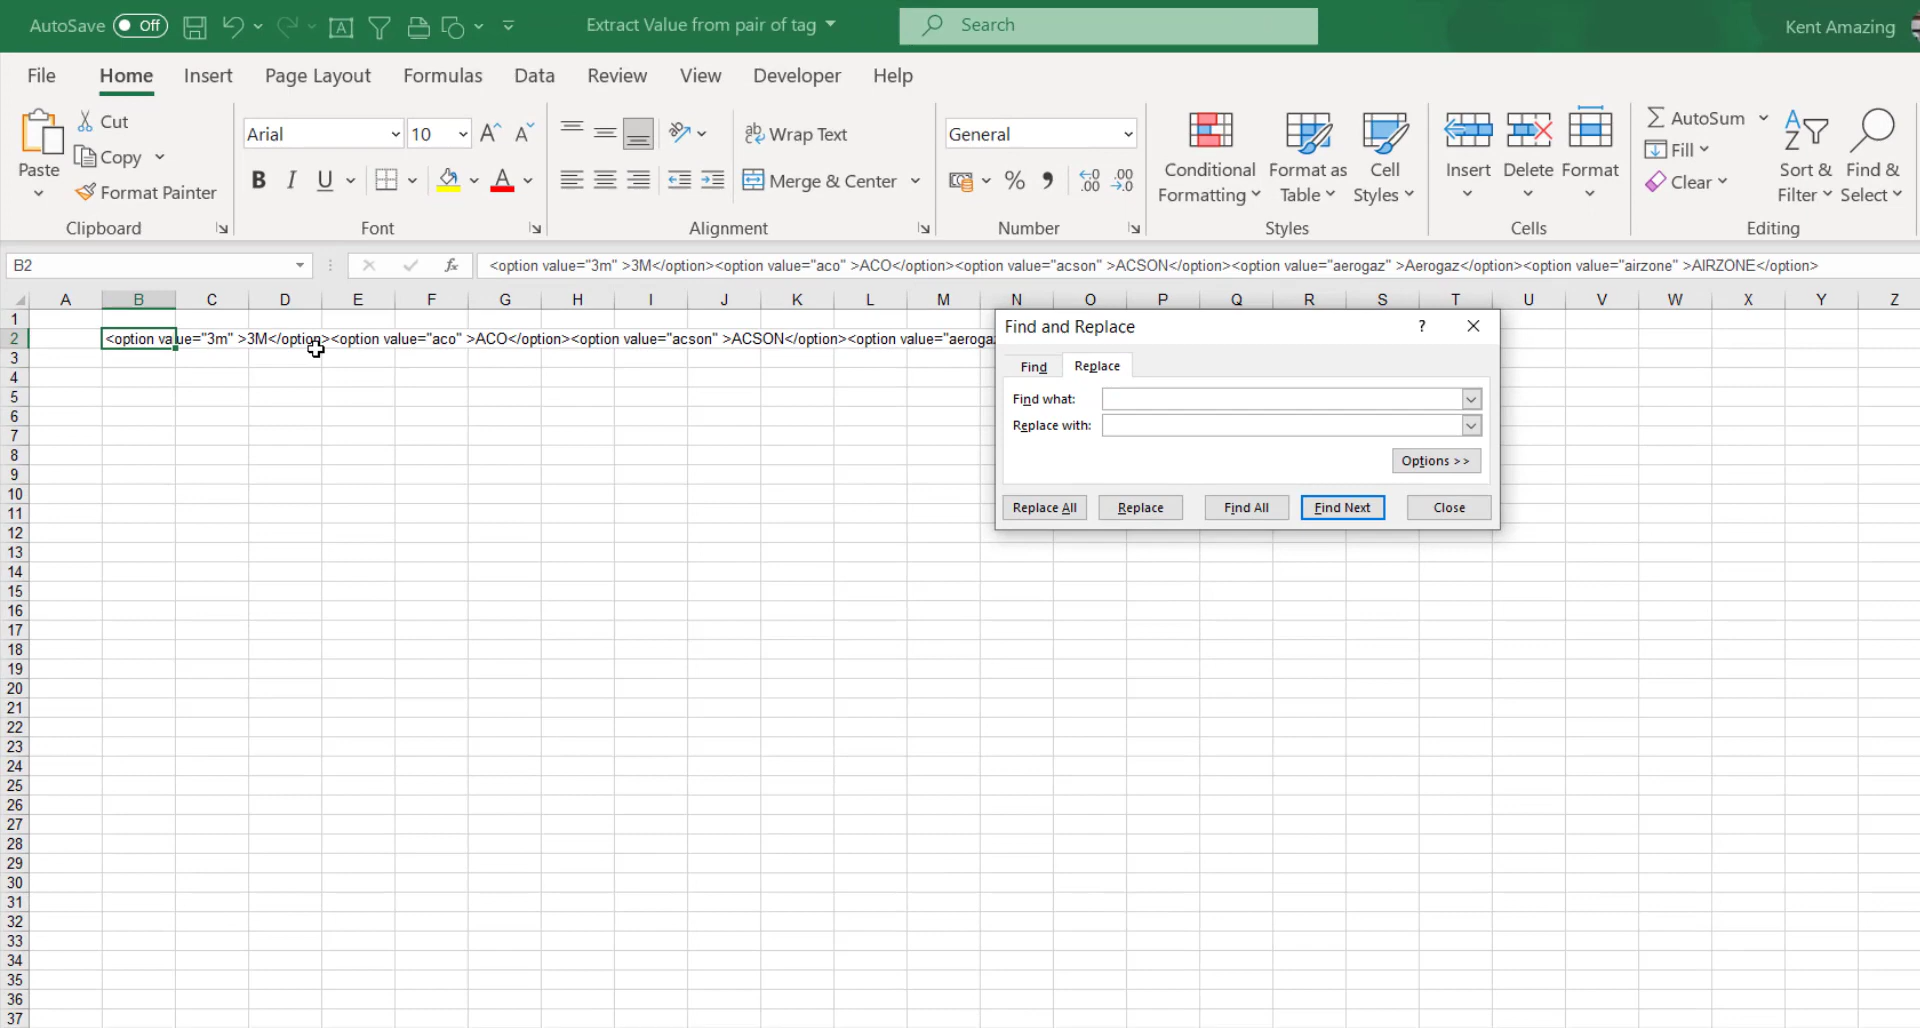 AutoSave Off Extract Value from pair of tag Search Kent Amazing
File Home Insert Page Layout Formulas Data Review View Developer Help
Paste
Cut
Copy
Format Painter
Clipboard
Arial 10
B I U A
Font
Wrap Text
Merge & Center
Alignment
General
% 
Number
Conditional Formatting
Format as Table
Cell Styles
Styles
Insert Delete Format
Cells
AutoSum
Fill
Clear
Sort & Filter
Find & Select
Editing
B2 fx <option value="3m" >3M</option><option value="aco" >ACO</option><option value="acson" >ACSON</option><option value="aerogaz" >Aerogaz</option><option value="airzone" >AIRZONE</option>
A B C D E F G H I J K L M N O P Q R S T U V W X Y Z
1
2 <option value="3m" >3M</option><option value="aco" >ACO</option><option value="acson" >ACSON</option><option value="aeroga
3
4
5
6
7
8
9
10
11
12
13
14
15
16
17
18
19
20
21
22
23
24
25
26
27
28
29
30
31
32
33
34
35
36
37
Find and Replace ?
Find Replace
Find what:
Replace with:
Options >>
Replace All Replace Find All Find Next Close